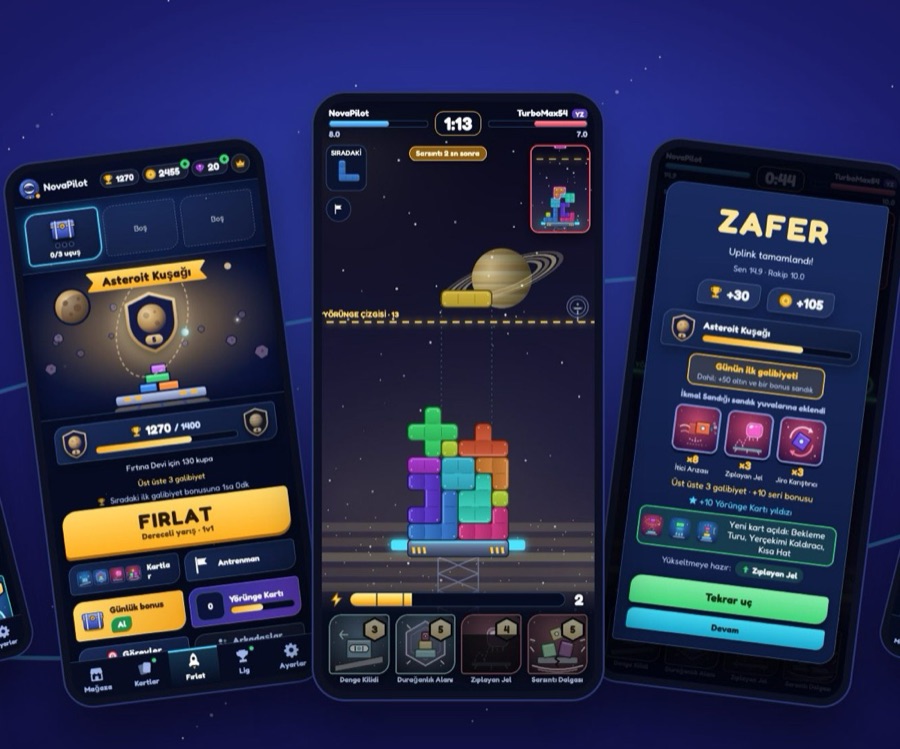 NovaPilot
1270
2455
20
0/3 uçuş
Boş
Boş
Asteroit Kuşağı
1270 / 1400
Fırtına Devi için 130 kupa
Üst üste 3 galibiyet
Sıradaki ilk galibiyet bonusuna 1sa 0dk
FIRLAT
Dereceli yarış · 1v1
Kartla
r
Antrenman
Günlük bonus
Al
0
Yörünge Kartı
Görevler
Arkadaşlar
Mağaza
Kartlar
Fırlat
Lig
Ayarlar
NovaPilot
1:13
TurboMax54
YZ
8.0
7.0
SIRADAKİ
Sarsıntı 2 sn sonra
YÖRÜNGE ÇİZGİSİ · 13
2
3
5
4
5
Denge Kilidi
Durağanlık Alanı
Zıplayan Jel
Sarsıntı Dalgası
NovaPilot
0:44
TurboMax54
ZAFER
Uplink tamamlandı!
Sen 14.9 · Rakip 10.0
+30
+105
Asteroit Kuşağı
Günün ilk galibiyeti
Dahil: +50 altın ve bir bonus sandık
İkmal Sandığı sandık yuvalarına eklendi
x8
x3
x3
İtici Arızası
Zıplayan Jel
Jiro Karıştırıcı
Üst üste 3 galibiyet · +10 seri bonusu
+10 Yörünge Kartı yıldızı
Yeni kart açıldı: Bekleme
Turu, Yerçekimi Kaldıracı,
Kısa Hat
Yükseltmeye hazır:
Zıplayan Jel
Tekrar uç
Devam